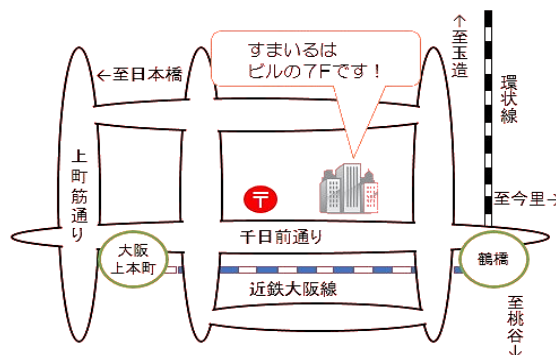 すまいるは
ビルの７Fです！
←至日本橋
↑至玉造
環状線
上町筋通り
〒
至今里→
千日前通り
大阪
上本町
鶴橋
近鉄大阪線
至桃谷↓